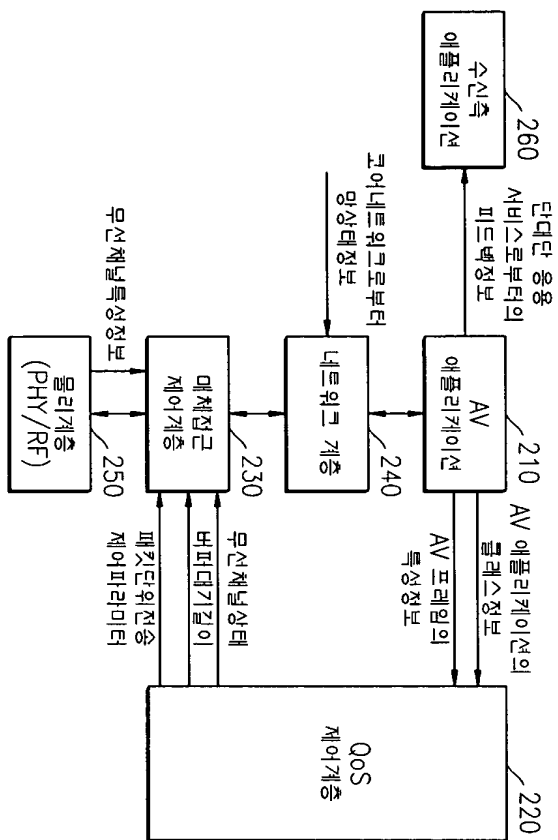 수신측
애플리케이션
260
단대단 응용
서비스로부터의
피드백정보
AV
애플리케이션
210
AV 애플리케이션의
클래스정보
AV 프레임의
특성정보
코어네트워크로부터
망상태정보
네트워크 계층
240
무선채널특성정보
매체접근
제어계층
230
무선채널상태
버퍼대기길이
패킷단위전송
제어파라미터
물리계층
(PHY/RF)
250
QoS
제어계층
220